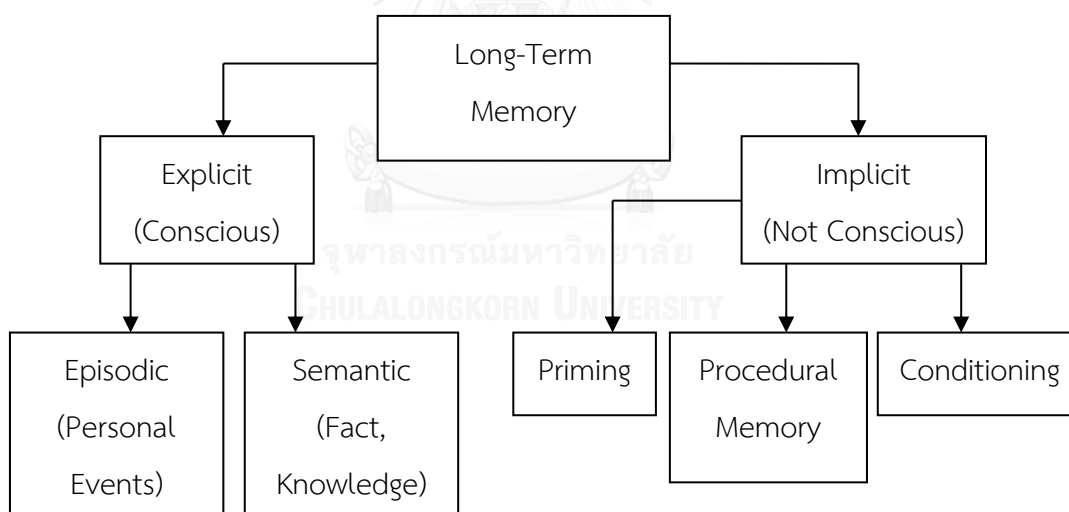 Long-Term
Memory
Explicit
(Conscious)
Implicit
(Not Conscious)
จุฬาลงกรณ์มหาวิทยาลัย
CHULALONGKORN UNIVERSITY
Episodic
(Personal
Events)
Semantic
(Fact,
Knowledge)
Priming
Procedural
Memory
Conditioning